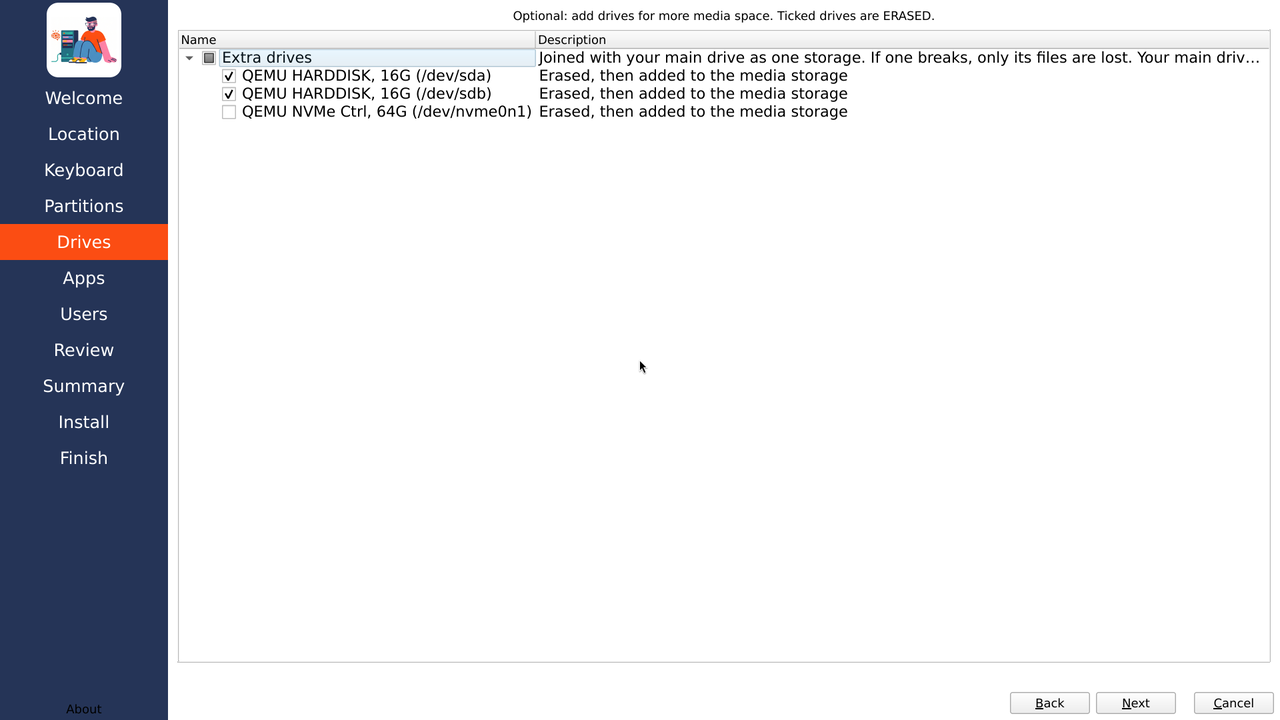 Optional: add drives for more media space. Ticked drives are ERASED.
Welcome
Location
Keyboard
Partitions
Drives
Apps
Users
Review
Summary
Install
Finish
About
Name Description
Extra drives Joined with your main drive as one storage. If one breaks, only its files are lost. Your main driv...
QEMU HARDDISK, 16G (/dev/sda) Erased, then added to the media storage
QEMU HARDDISK, 16G (/dev/sdb) Erased, then added to the media storage
QEMU NVMe Ctrl, 64G (/dev/nvme0n1) Erased, then added to the media storage
Back Next Cancel